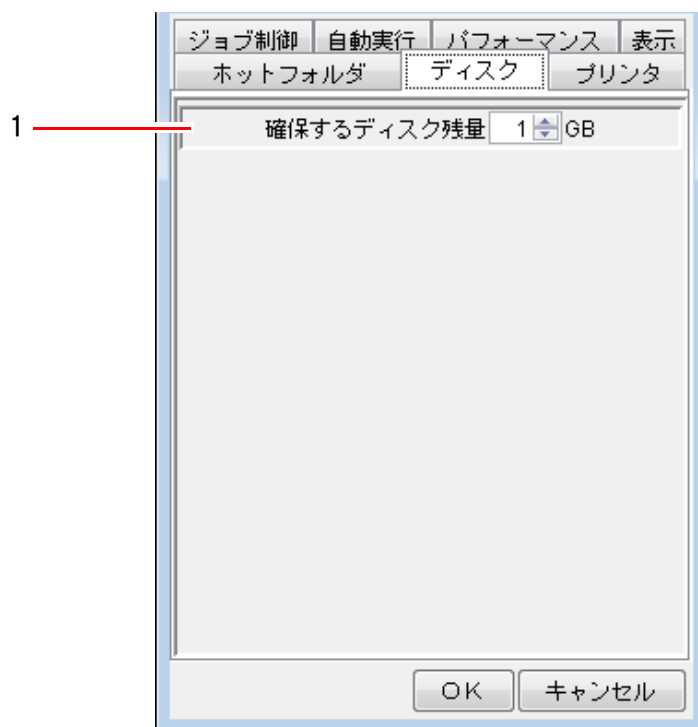 ジョブ制御 自動実行 パフォーマンス 表示
ホットフォルダ ディスク プリンタ
1
確保するディスク残量 1 GB
OK キャンセル